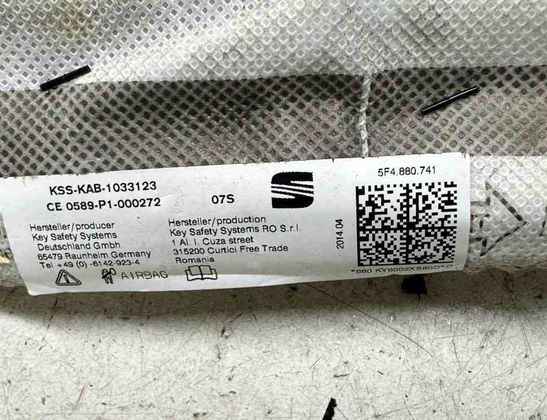 KSS-KAB-1033123
CE 0589-P1-000272
07S
Hersteller/producer
Key Safety Systems
Deutschland Gmbh
65479 Raunheim Germany
Tel +49 (0) -6142-923-4
AIRBAG
Hersteller/production
Key Safety Systems RO S.r.l
1 Al. I. Cuza street
315200 Curtici Free Trade
Romania
2014.04
5F4.880.741